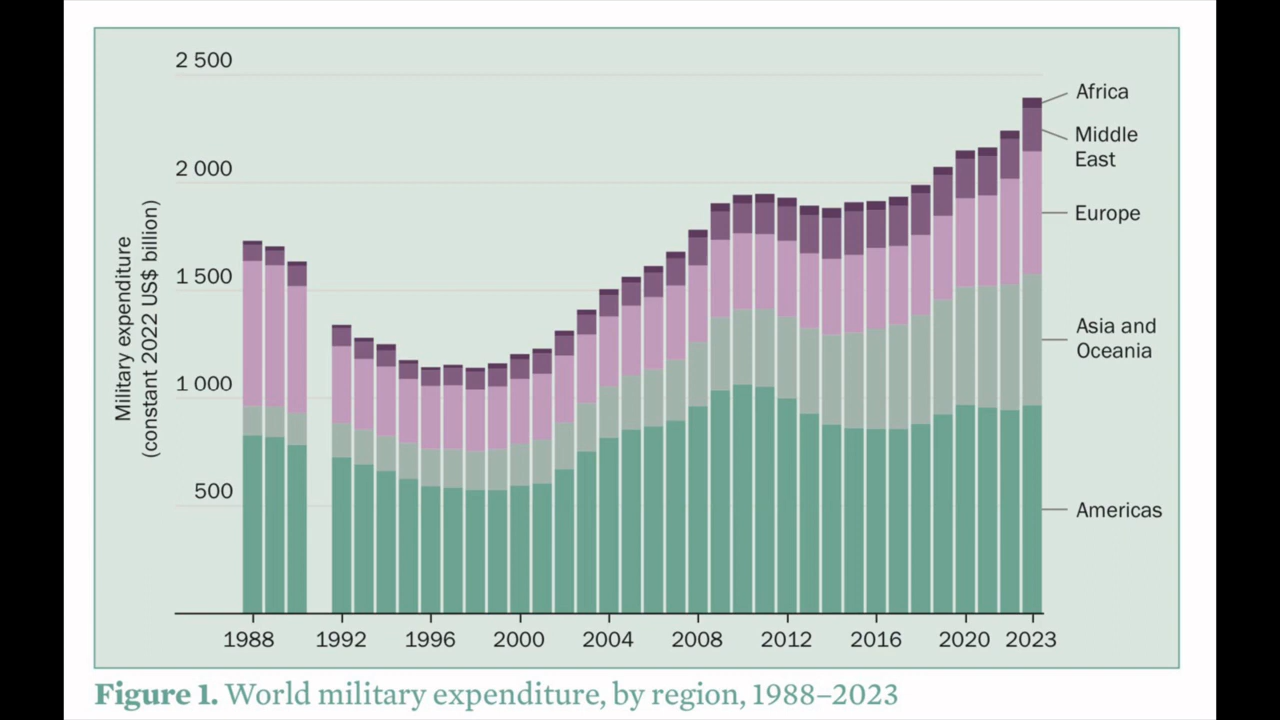 2 500
2 000
1 500
1 000
500
Military expenditure
(constant 2022 US$ billion)
Africa
Middle
East
Europe
Asia and
Oceania
Americas
1988 1992 1996 2000 2004 2008 2012 2016 2020 2023
Figure 1. World military expenditure, by region, 1988–2023